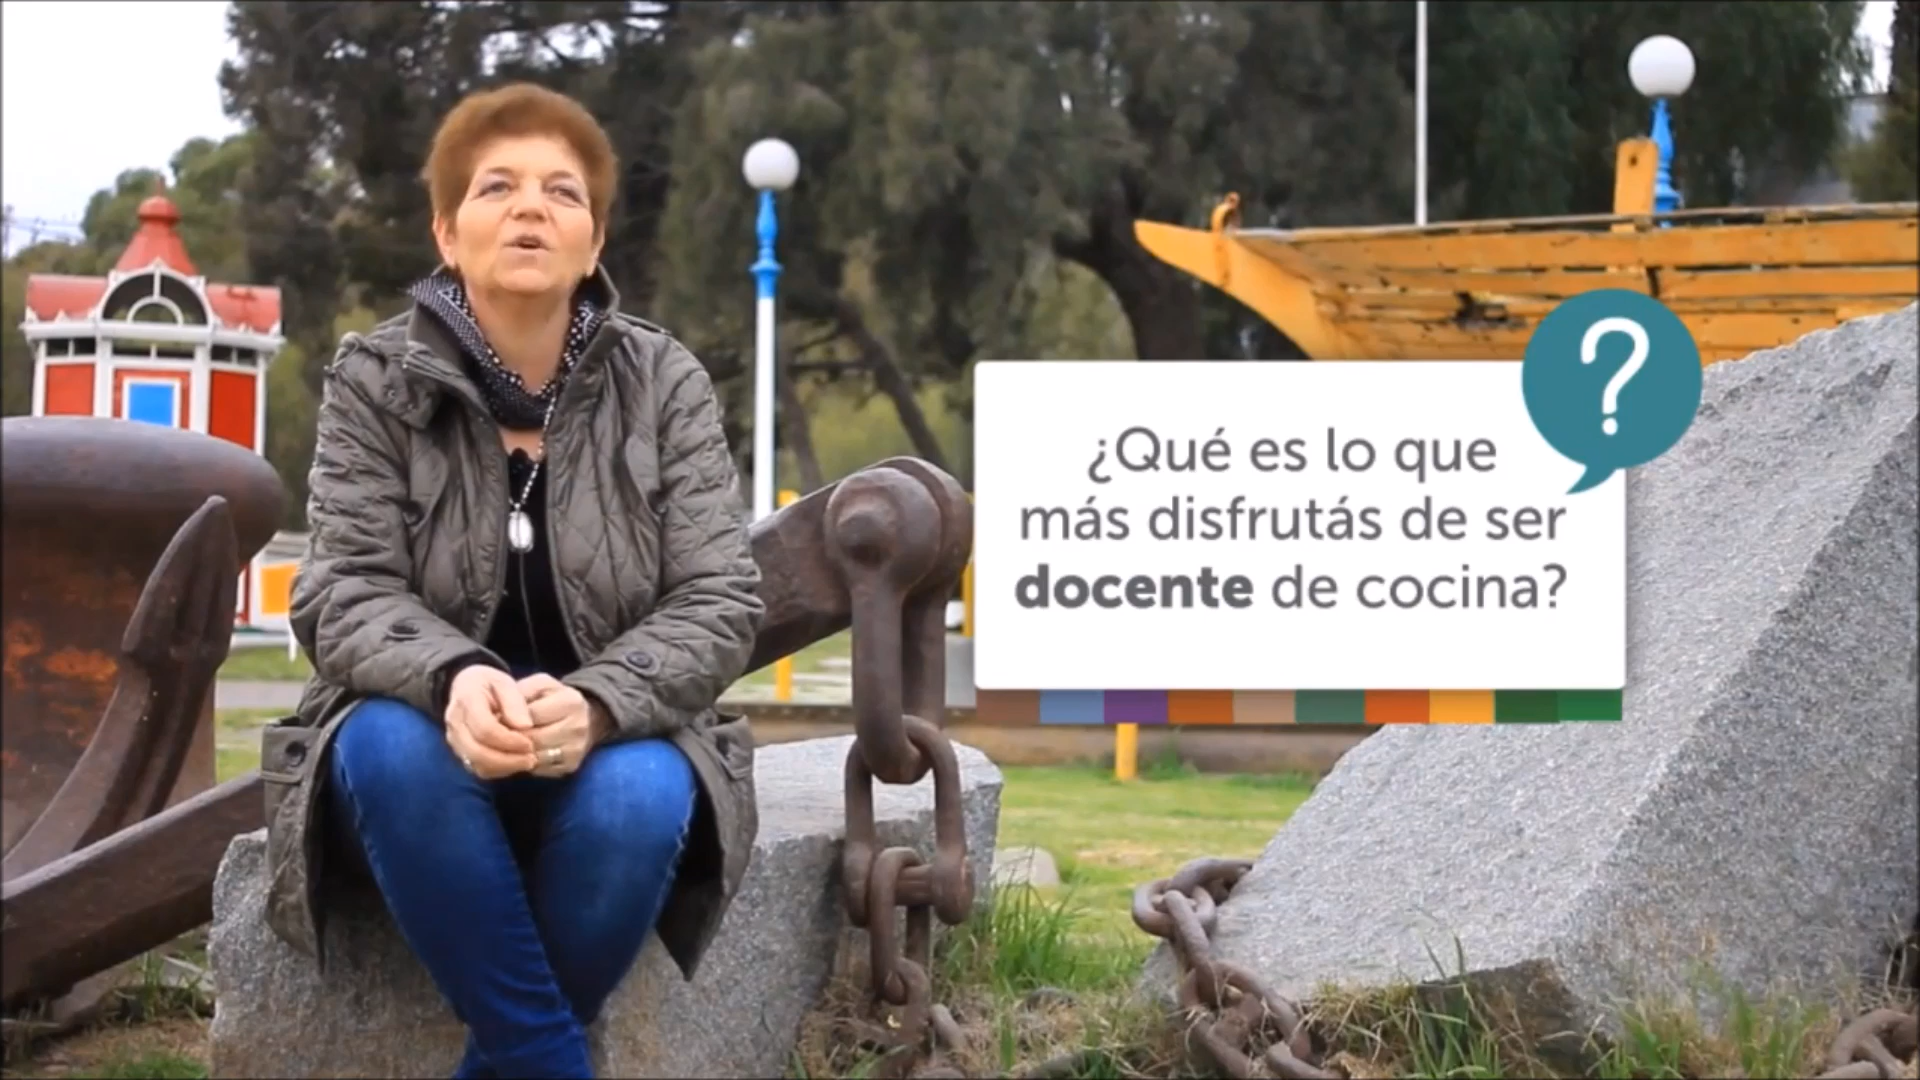 ?
¿Qué es lo que
más disfrutás de ser
docente de cocina?